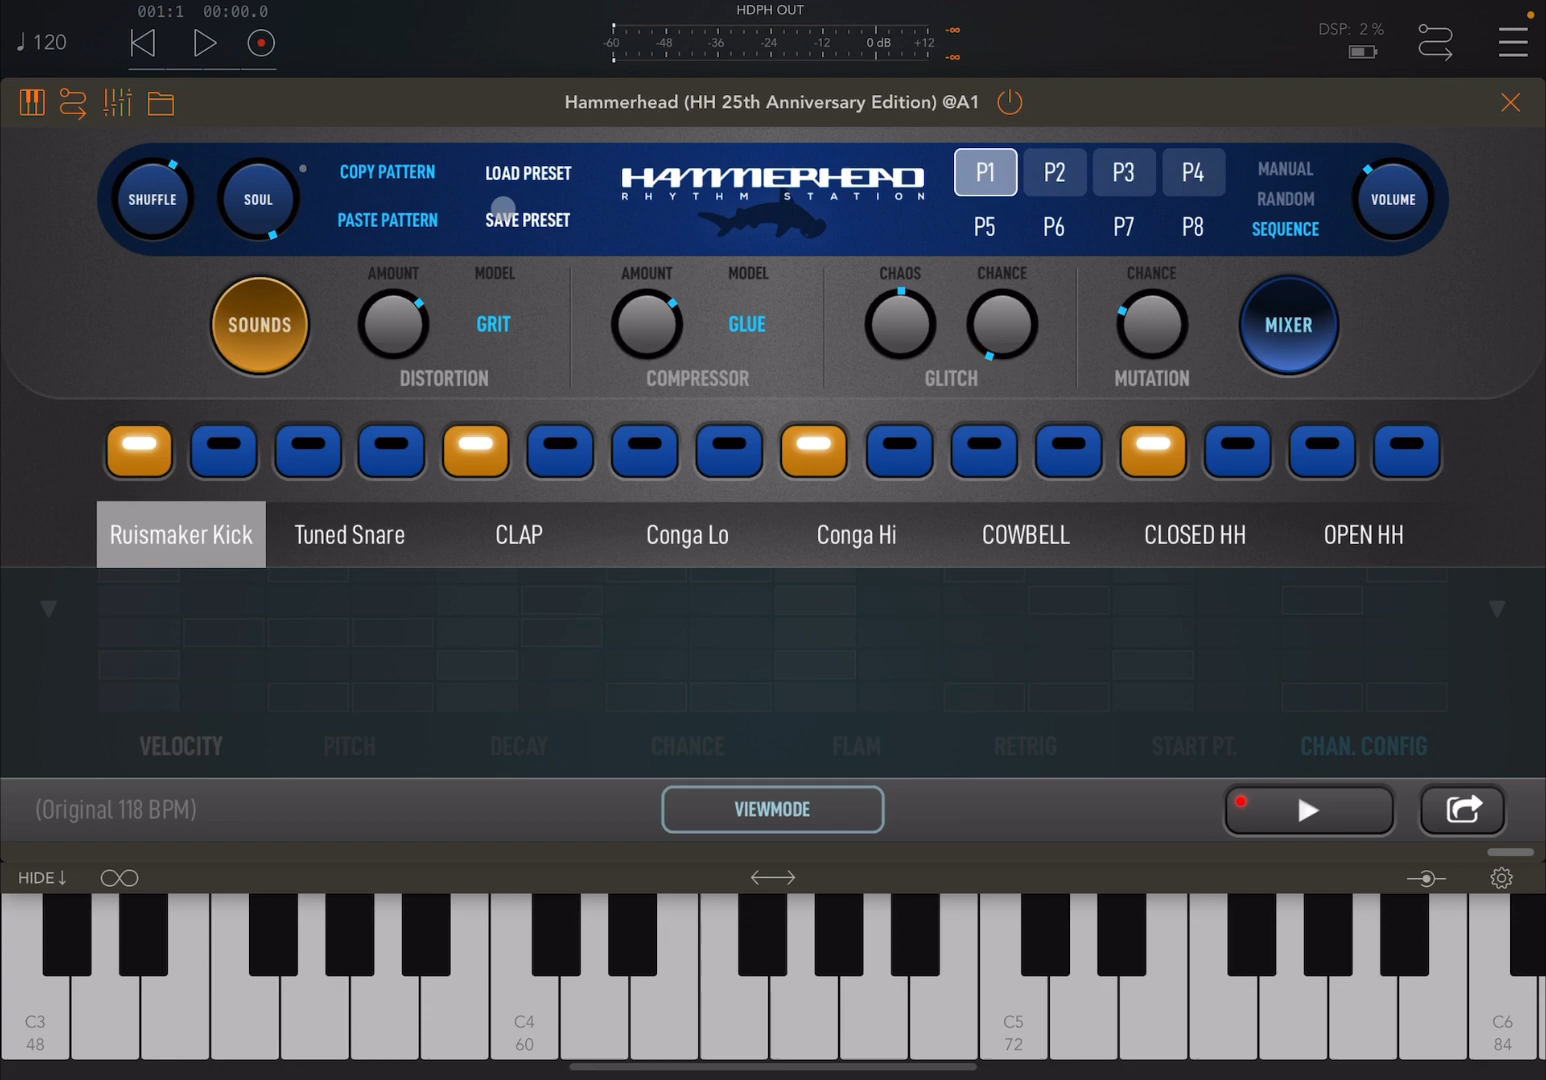 001:1 00:00.0
♩ 120
HDPH OUT
-60 -48 -36 -24 -12 0 dB +12
-∞
-∞
DSP: 2 %
Hammerhead (HH 25th Anniversary Edition) @A1
SHUFFLE
SOUL
COPY PATTERN
PASTE PATTERN
LOAD PRESET
SAVE PRESET
HAMMERHEAD
RHYTHM STATION
P1 P2 P3 P4
P5 P6 P7 P8
MANUAL
RANDOM
SEQUENCE
VOLUME
SOUNDS
AMOUNT MODEL
GRIT
DISTORTION
AMOUNT MODEL
GLUE
COMPRESSOR
CHAOS CHANCE
GLITCH
CHANCE
MUTATION
MIXER
Ruismaker Kick Tuned Snare CLAP Conga Lo Conga Hi COWBELL CLOSED HH OPEN HH
VELOCITY PITCH DECAY CHANCE FLAM RETRIG START PT. CHAN. CONFIG
(Original 118 BPM)
VIEWMODE
HIDE↓
C3 C4 C5 C6
48 60 72 84